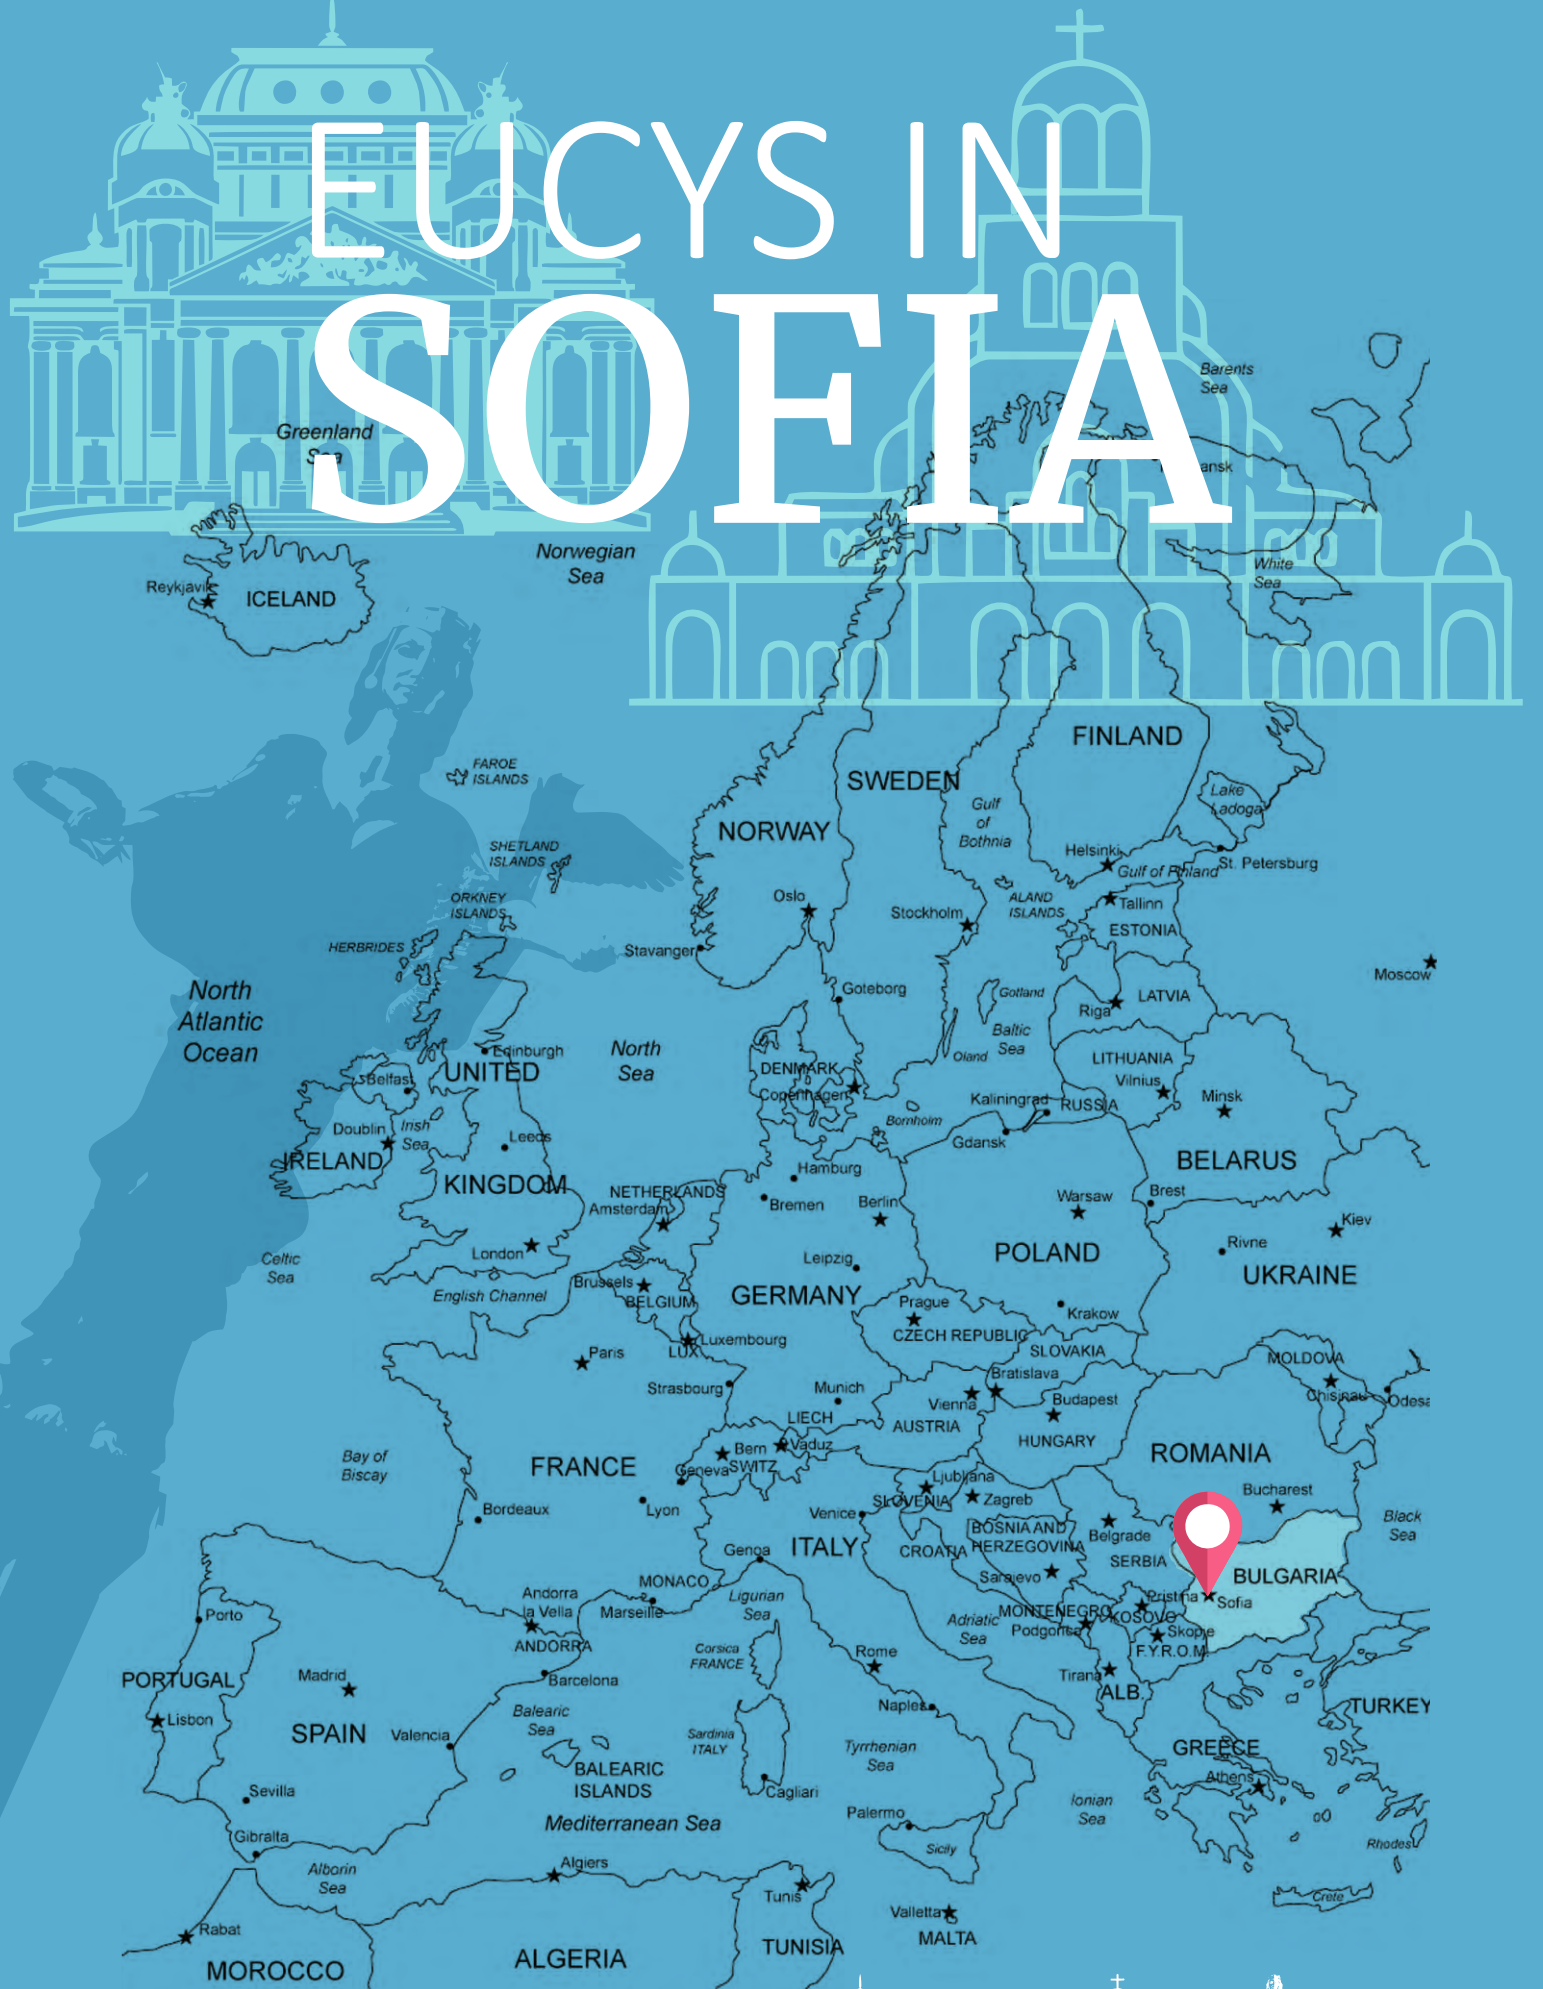 EUCYS IN
SOFIA
Barents
Sea
Greenland
Sea
Norwegian
Sea
White
Sea
Reykjavik
ICELAND
FINLAND
SWEDEN
FAROE
ISLANDS
Lake
Ladoga
Gulf
of
Bothnia
NORWAY
SHETLAND
ISLANDS
Helsinki
Gulf of Finland
St. Petersburg
ORKNEY
ISLANDS
Oslo
Stockholm
ALAND
ISLANDS
Tallinn
ESTONIA
HERBRIDES
Stavanger
Moscow
North
Atlantic
Ocean
Goteborg
Gotland
LATVIA
Riga
Baltic
Sea
Oland
Edinburgh
UNITED
North
Sea
DENMARK
Copenhagen
LITHUANIA
Vilnius
Belfast
Kaliningrad
RUSSIA
Minsk
Doublin
Irish
Sea
Leeds
Bornholm
Gdansk
IRELAND
KINGDOM
BELARUS
Hamburg
NETHERLANDS
Amsterdam
Bremen
Berlin
Warsaw
Brest
Kiev
London
Celtic
Sea
Leipzig
POLAND
Rivne
UKRAINE
Brussels
BELGIUM
English Channel
GERMANY
Prague
CZECH REPUBLIC
Krakow
Luxembourg
LUX
Paris
SLOVAKIA
MOLDOVA
Strasbourg
Munich
Bratislava
Vienna
Budapest
Chisinau
Odesa
LIECH
AUSTRIA
HUNGARY
Bay of
Biscay
FRANCE
Bern
Vaduz
Geneva
SWITZ
ROMANIA
Ljubljana
SLOVENIA
Zagreb
Bucharest
Bordeaux
Lyon
Venice
Black
Sea
BOSNIA AND
HERZEGOVINA
CROATIA
Belgrade
SERBIA
Genoa
ITALY
Sarajevo
BULGARIA
Sofia
MONACO
Andorra
la Vella
Marseille
Ligurian
Sea
Pristina
KOSOVO
MONTENEGRO
Podgorica
Adriatic
Sea
Skopje
F.Y.R.O.M.
Porto
ANDORRA
Corsica
FRANCE
Rome
Tirana
ALB.
PORTUGAL
Madrid
Barcelona
Lisbon
SPAIN
Valencia
Balearic
Sea
Sardinia
ITALY
Naples
TURKEY
GREECE
Athens
Tyrrhenian
Sea
BALEARIC
ISLANDS
Sevilla
Cagliari
Ionian
Sea
Mediterranean Sea
Palermo
Gibralta
Sicily
Rhodes
Alborin
Sea
Algiers
Tunis
Crete
Rabat
Valletta
MALTA
MOROCCO
ALGERIA
TUNISIA